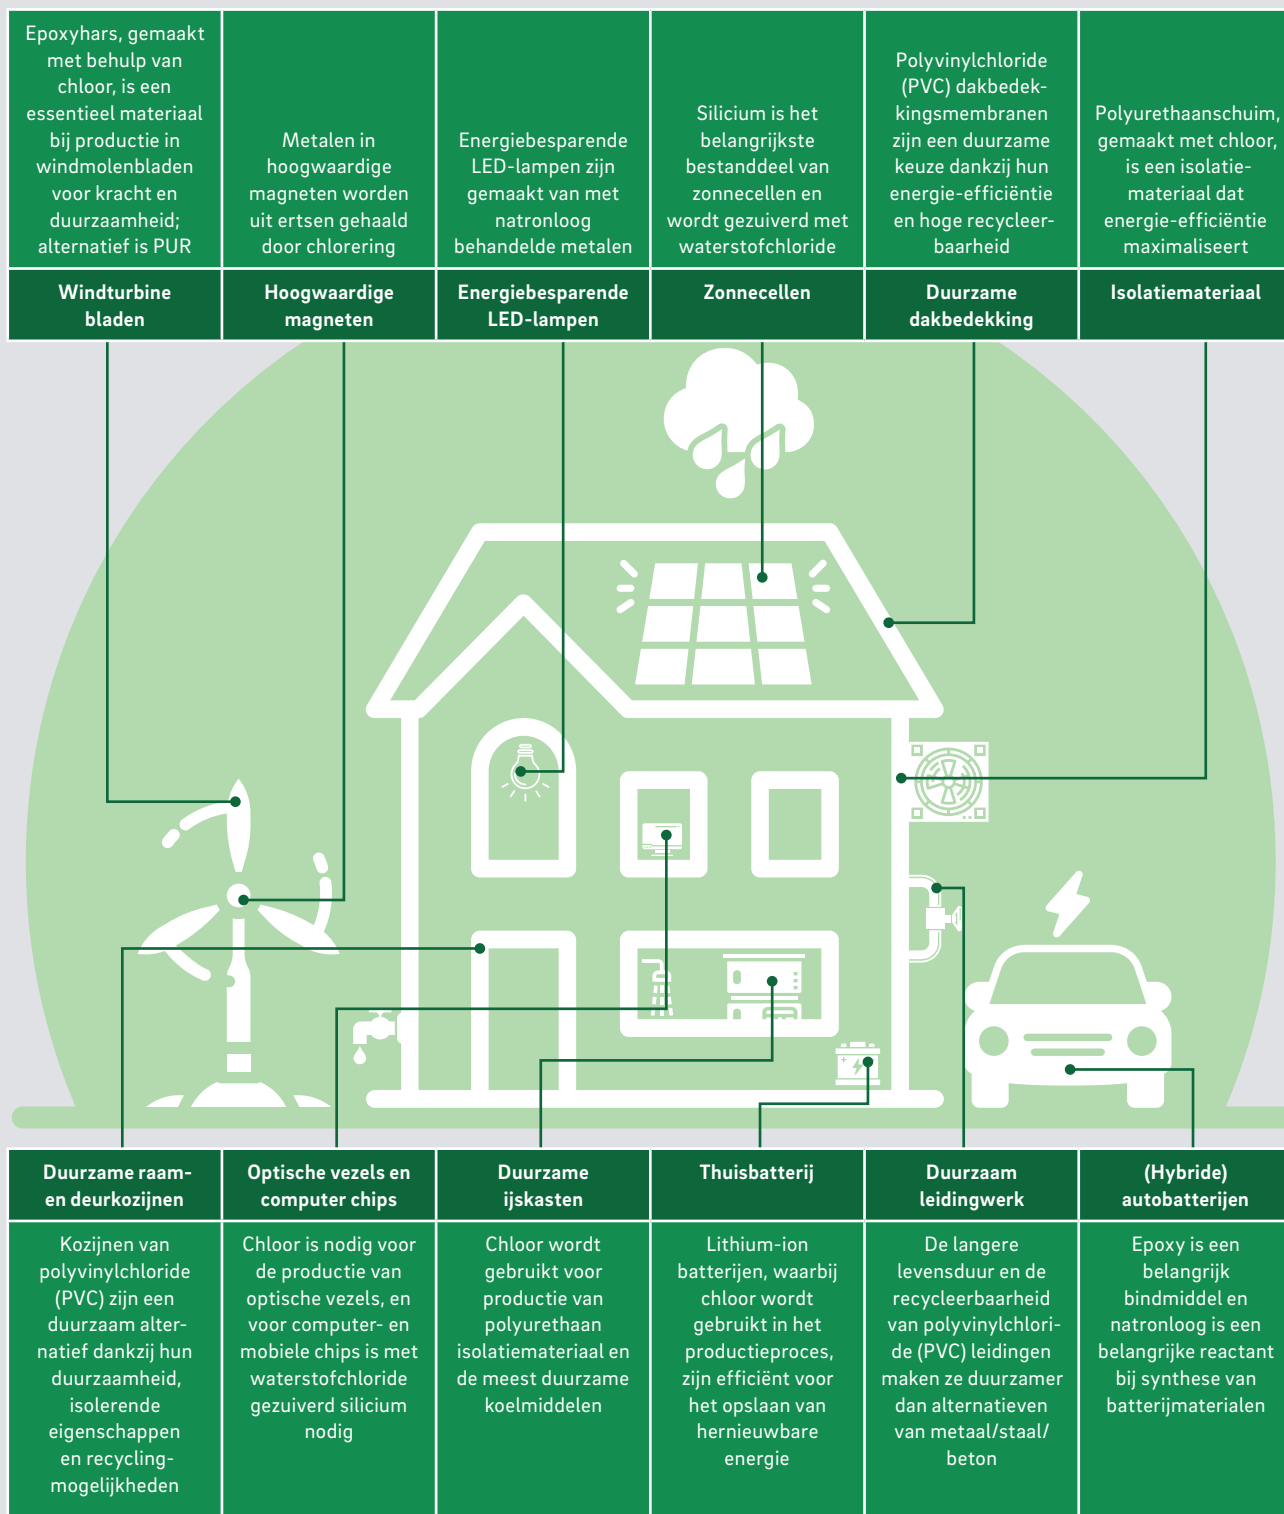 Epoxyhars, gemaakt
met behulp van
chloor, is een
essentieel materiaal
bij productie in
windmolenbladen
voor kracht en
duurzaamheid;
alternatief is PUR
Metalen in
hoogwaardige
magneten worden
uit ertsen gehaald
door chlorering
Energiebesparende
LED-lampen zijn
gemaakt van met
natronloog
behandelde metalen
Silicium is het
belangrijkste
bestanddeel van
zonnecellen en
wordt gezuiverd met
waterstofchloride
Polyvinylchloride
(PVC) dakbedek-
kingsmembranen
zijn een duurzame
keuze dankzij hun
energie-efficiëntie
en hoge recycleer-
baarheid
Polyurethaanschuim,
gemaakt met chloor,
is een isolatie-
materiaal dat
energie-efficiëntie
maximaliseert
Windturbine
bladen
Hoogwaardige
magneten
Energiebesparende
LED-lampen
Zonnecellen
Duurzame
dakbedekking
Isolatiemateriaal
Duurzame raam-
en deurkozijnen
Optische vezels en
computer chips
Duurzame
ijskasten
Thuisbatterij
Duurzaam
leidingwerk
(Hybride)
autobatterijen
Kozijnen van
polyvinylchloride
(PVC) zijn een
duurzaam alter-
natief dankzij hun
duurzaamheid,
isolerende
eigenschappen
en recycling-
mogelijkheden
Chloor is nodig voor
de productie van
optische vezels, en
voor computer- en
mobiele chips is met
waterstofchloride
gezuiverd silicium
nodig
Chloor wordt
gebruikt voor
productie van
polyurethaan
isolatiemateriaal en
de meest duurzame
koelmiddelen
Lithium-ion
batterijen, waarbij
chloor wordt
gebruikt in het
productieproces,
zijn efficiënt voor
het opslaan van
hernieuwbare
energie
De langere
levensduur en de
recycleerbaarheid
van polyvinylchlori-
de (PVC) leidingen
maken ze duurzamer
dan alternatieven
van metaal/staal/
beton
Epoxy is een
belangrijk
bindmiddel en
natronloog is een
belangrijke reactant
bij synthese van
batterijmaterialen